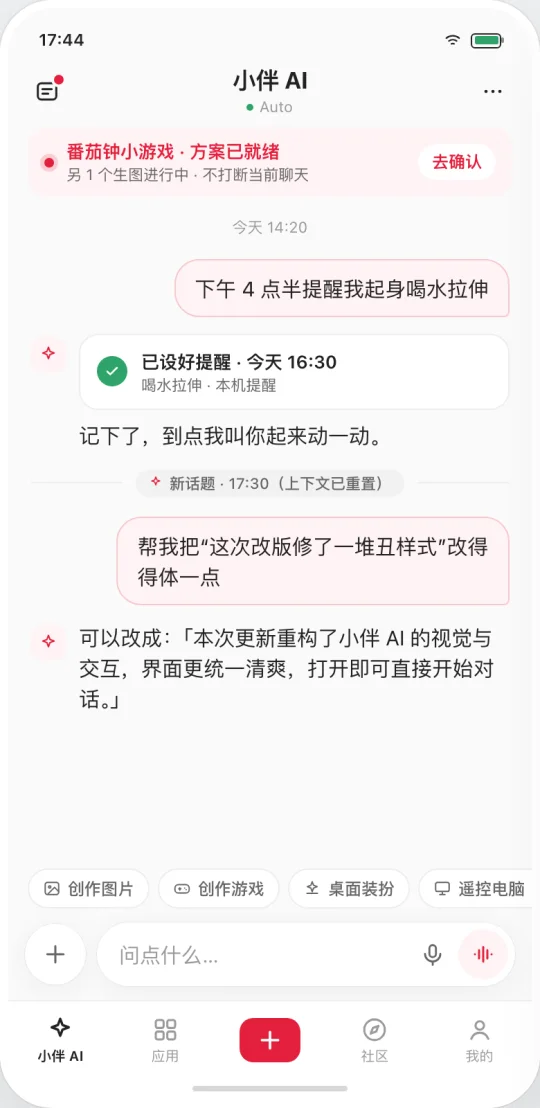 17:44
小伴 AI
Auto
番茄钟小游戏 · 方案已就绪
另 1 个生图进行中 · 不打断当前聊天
去确认
今天 14:20
下午 4 点半提醒我起身喝水拉伸
已设好提醒 · 今天 16:30
喝水拉伸 · 本机提醒
记下了，到点我叫你起来动一动。
新话题 · 17:30（上下文已重置）
帮我把“这次改版修了一堆丑样式”改得
得体一点
可以改成：「本次更新重构了小伴 AI 的视觉与
交互，界面更统一清爽，打开即可直接开始对
话。」
创作图片
创作游戏
桌面装扮
遥控电脑
问点什么...
小伴 AI
应用
社区
我的